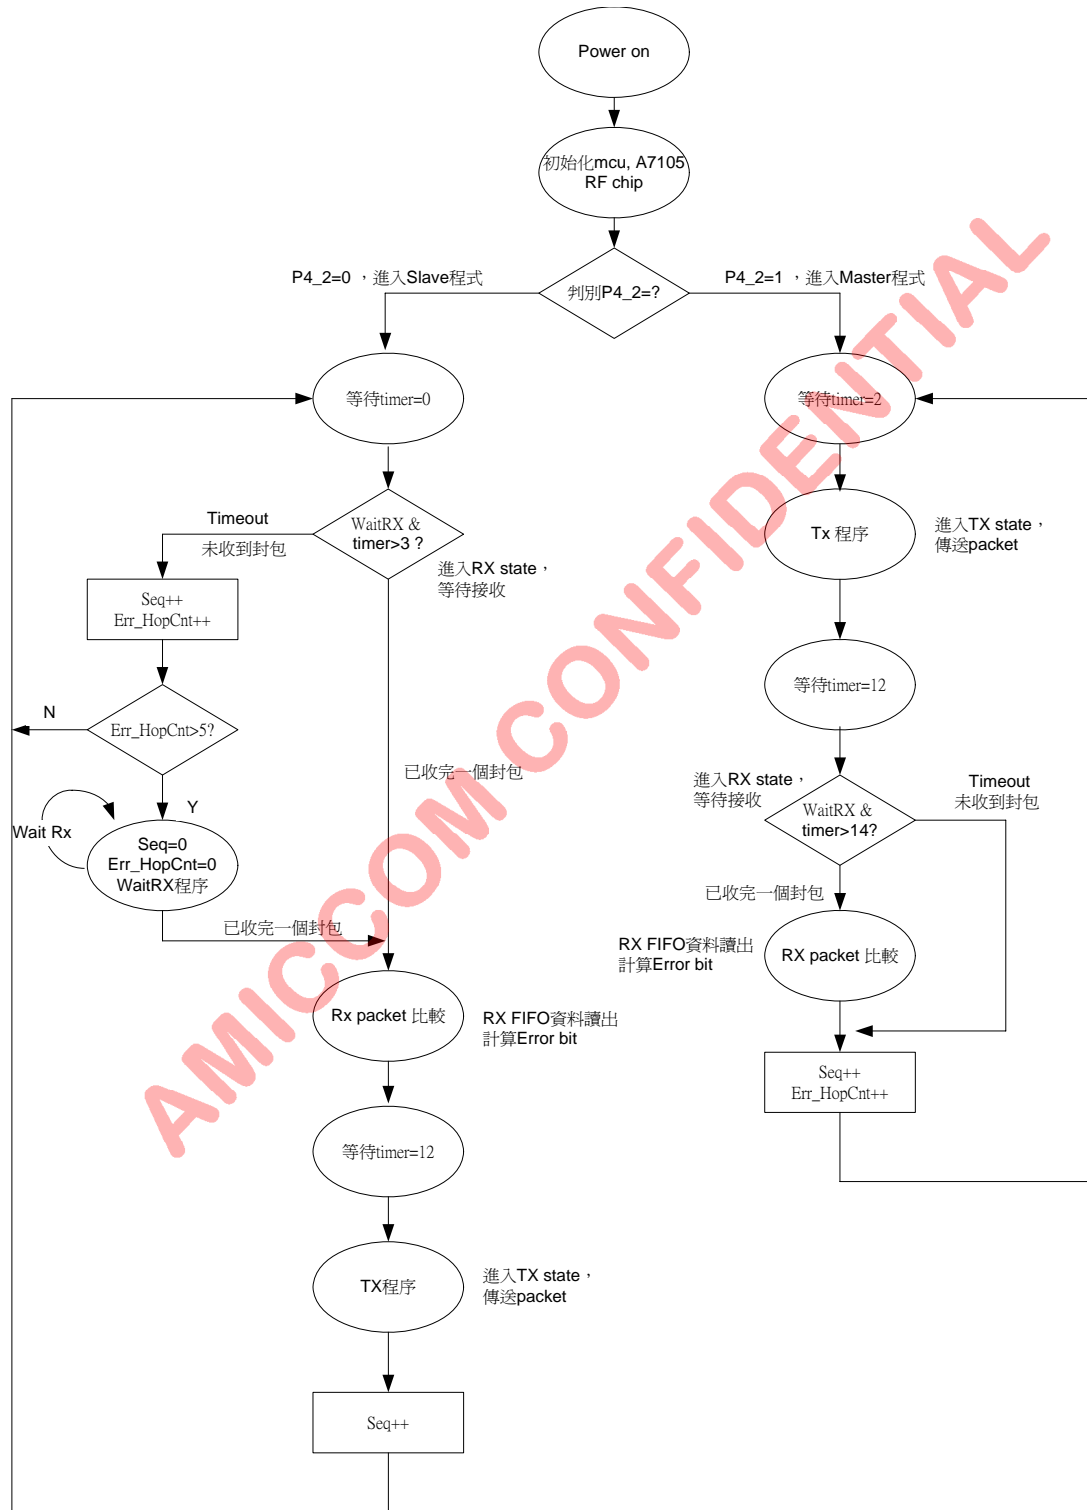 Power on
初始化mcu, A7105
RF chip
判別P4_2=?
P4_2=0 ，進入Slave程式
P4_2=1 ，進入Master程式
等待timer=0
WaitRX &
timer>3 ?
Timeout
未收到封包
進入RX state，
等待接收
Seq++
Err_HopCnt++
Err_HopCnt>5?
N
Y
Wait Rx
Seq=0
Err_HopCnt=0
WaitRX程序
已收完一個封包
已收完一個封包
Rx packet 比較
RX FIFO資料讀出
計算Error bit
等待timer=12
TX程序
進入TX state，
傳送packet
Seq++
等待timer=2
Tx 程序
進入TX state，
傳送packet
等待timer=12
進入RX state，
等待接收
WaitRX &
timer>14?
Timeout
未收到封包
已收完一個封包
RX packet 比較
RX FIFO資料讀出
計算Error bit
Seq++
Err_HopCnt++
AMICCOM CONFIDENTIAL